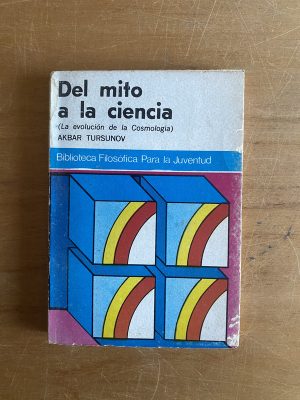 Del mito
a la ciencia
(La evolución de la Cosmología)
AKBAR TURSUNOV
Biblioteca Filosófica Para la Juventud